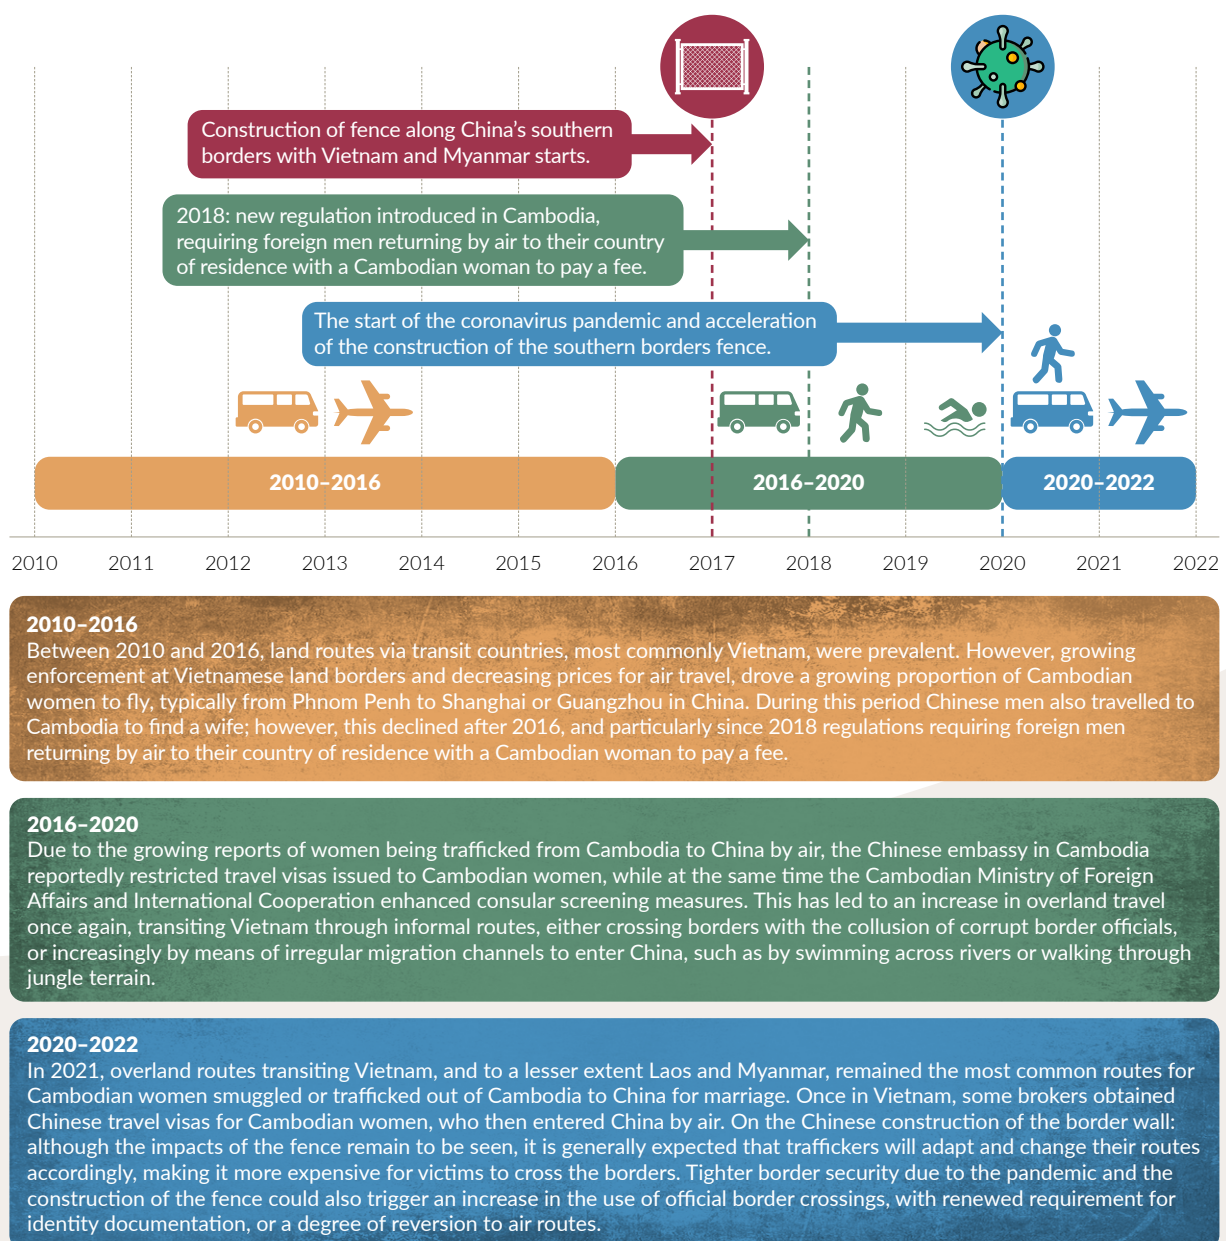 Construction of fence along China's southern
borders with Vietnam and Myanmar starts.
2018: new regulation introduced in Cambodia,
requiring foreign men returning by air to their country
of residence with a Cambodian woman to pay a fee.
The start of the coronavirus pandemic and acceleration
of the construction of the southern borders fence.
2010–2016
2016–2020
2020–2022
2010 2011 2012 2013 2014 2015 2016 2017 2018 2019 2020 2021 2022
2010–2016
Between 2010 and 2016, land routes via transit countries, most commonly Vietnam, were prevalent. However, growing
enforcement at Vietnamese land borders and decreasing prices for air travel, drove a growing proportion of Cambodian
women to fly, typically from Phnom Penh to Shanghai or Guangzhou in China. During this period Chinese men also travelled to
Cambodia to find a wife; however, this declined after 2016, and particularly since 2018 regulations requiring foreign men
returning by air to their country of residence with a Cambodian woman to pay a fee.
2016–2020
Due to the growing reports of women being trafficked from Cambodia to China by air, the Chinese embassy in Cambodia
reportedly restricted travel visas issued to Cambodian women, while at the same time the Cambodian Ministry of Foreign
Affairs and International Cooperation enhanced consular screening measures. This has led to an increase in overland travel
once again, transiting Vietnam through informal routes, either crossing borders with the collusion of corrupt border officials,
or increasingly by means of irregular migration channels to enter China, such as by swimming across rivers or walking through
jungle terrain.
2020–2022
In 2021, overland routes transiting Vietnam, and to a lesser extent Laos and Myanmar, remained the most common routes for
Cambodian women smuggled or trafficked out of Cambodia to China for marriage. Once in Vietnam, some brokers obtained
Chinese travel visas for Cambodian women, who then entered China by air. On the Chinese construction of the border wall:
although the impacts of the fence remain to be seen, it is generally expected that traffickers will adapt and change their routes
accordingly, making it more expensive for victims to cross the borders. Tighter border security due to the pandemic and the
construction of the fence could also trigger an increase in the use of official border crossings, with renewed requirement for
identity documentation, or a degree of reversion to air routes.